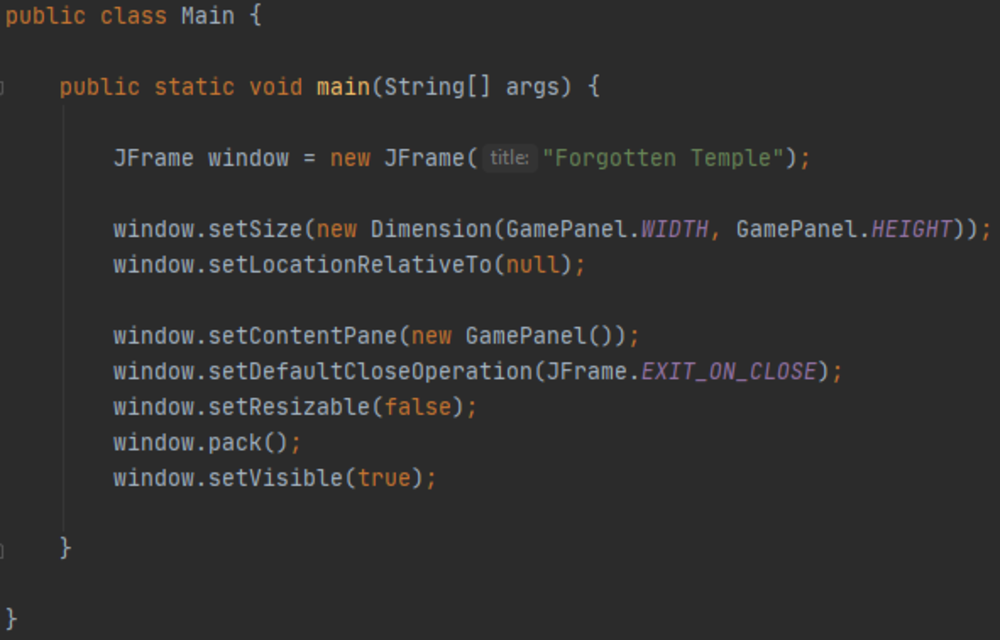 public class Main {
public static void main(String[] args) {
JFrame window = new JFrame( title: "Forgotten Temple");
window.setSize(new Dimension(GamePanel.WIDTH, GamePanel.HEIGHT));
window.setLocationRelativeTo(null);
window.setContentPane(new GamePanel());
window.setDefaultCloseOperation(JFrame.EXIT_ON_CLOSE);
window.setResizable(false);
window.pack();
window.setVisible(true);
}
}